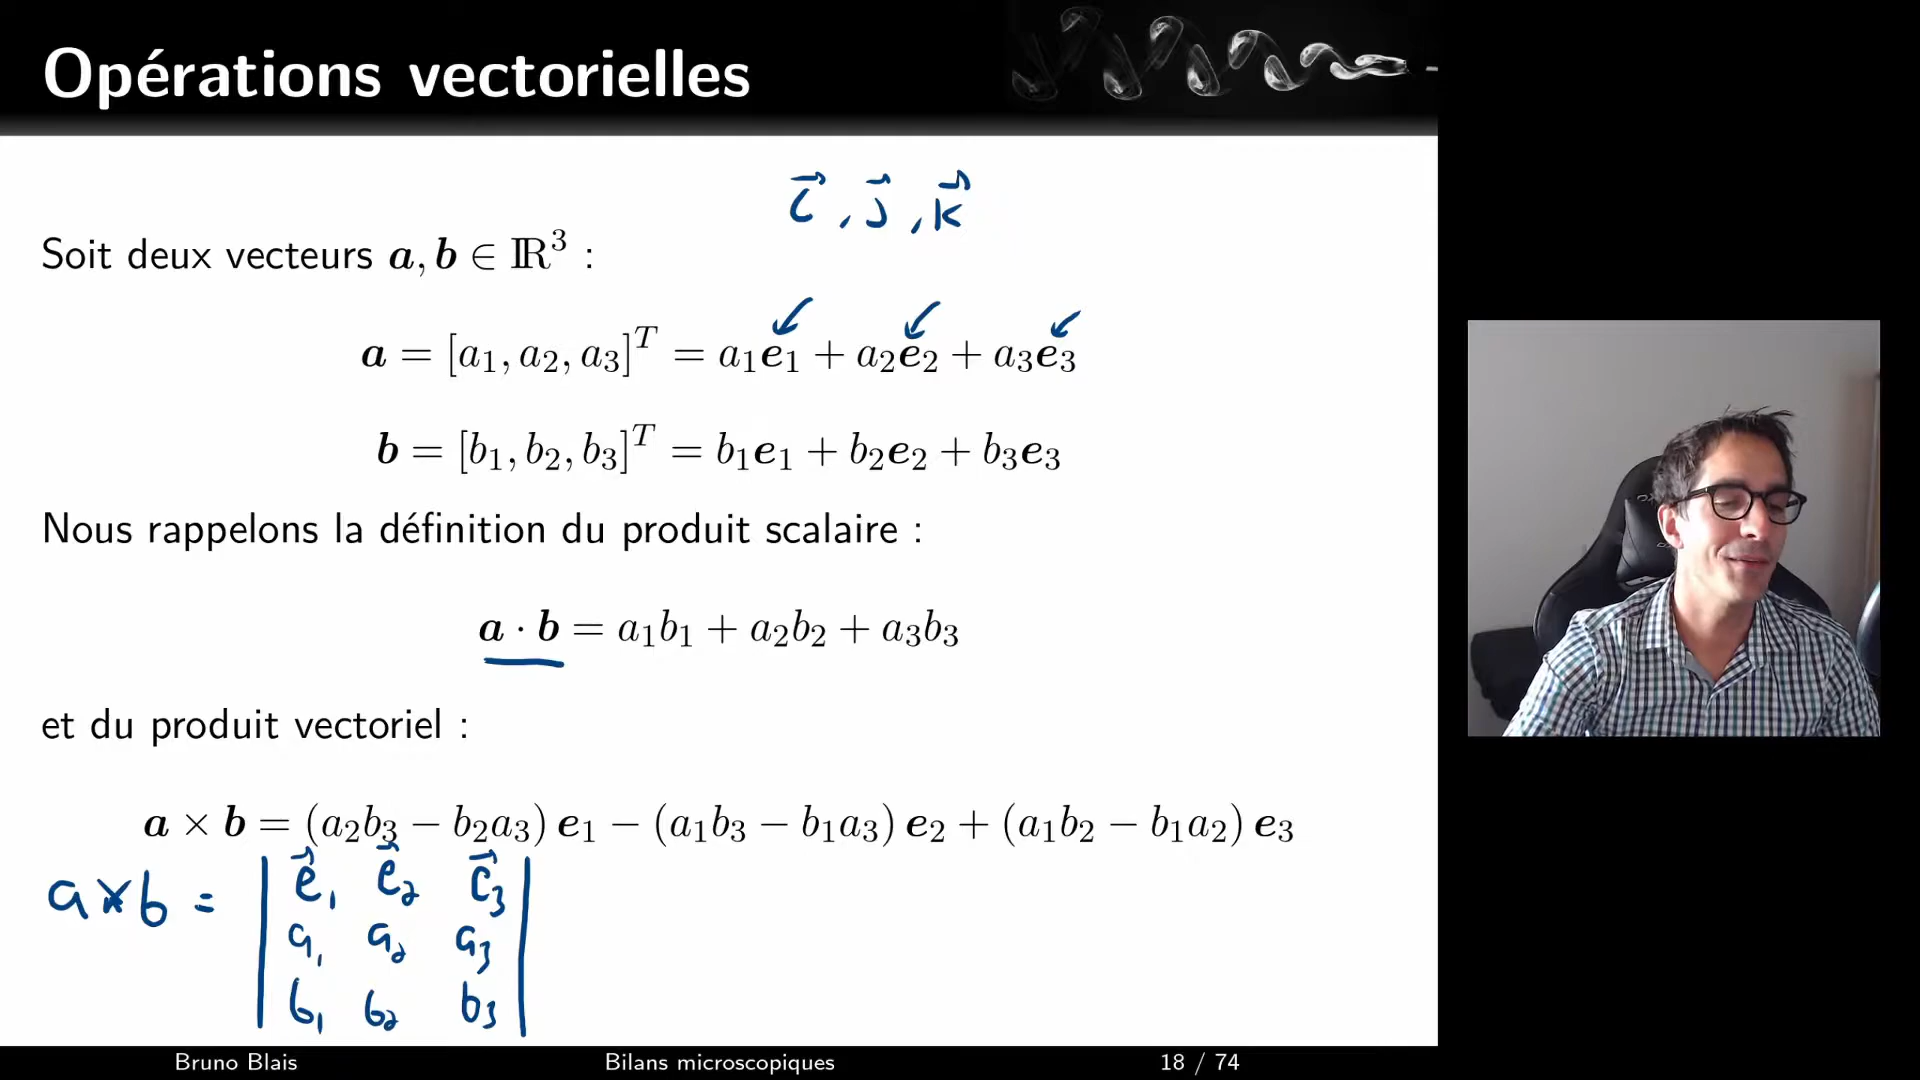 Opérations vectorielles
i⃗, j⃗, k⃗
Soit deux vecteurs a, b ∈ ℝ³ :
a = [a₁, a₂, a₃]ᵀ = a₁e₁ + a₂e₂ + a₃e₃
b = [b₁, b₂, b₃]ᵀ = b₁e₁ + b₂e₂ + b₃e₃
Nous rappelons la définition du produit scalaire :
a · b = a₁b₁ + a₂b₂ + a₃b₃
et du produit vectoriel :
a × b = (a₂b₃ − b₂a₃) e₁ − (a₁b₃ − b₁a₃) e₂ + (a₁b₂ − b₁a₂) e₃
a×b = | e⃗₁ e⃗₂ e⃗₃ |
a₁ a₂ a₃
b₁ b₂ b₃
Bruno Blais Bilans microscopiques 18 / 74